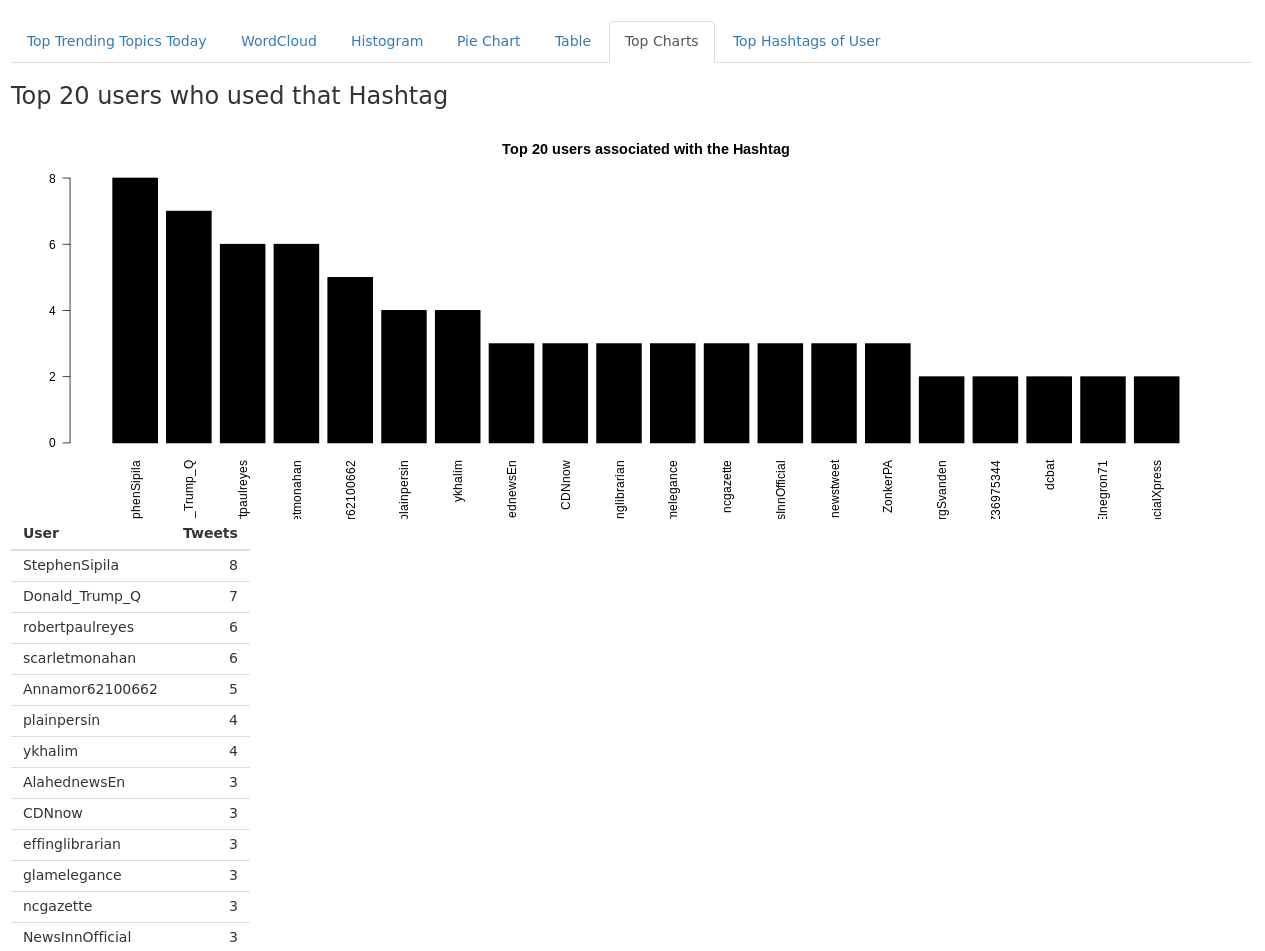 Top Trending Topics Today WordCloud Histogram Pie Chart Table Top Charts Top Hashtags of User
Top 20 users who used that Hashtag
Top 20 users associated with the Hashtag
8
6
4
2
0
phenSipila
_Trump_Q
tpaulreyes
etmonahan
r62100662
plainpersin
ykhalim
ednewsEn
CDNnow
nglibrarian
melegance
ncgazette
sInnOfficial
newstweet
ZonkerPA
rgSvanden
736975344
dcbat
Elnegron71
cialXpress
User Tweets
StephenSipila 8
Donald_Trump_Q 7
robertpaulreyes 6
scarletmonahan 6
Annamor62100662 5
plainpersin 4
ykhalim 4
AlahednewsEn 3
CDNnow 3
effinglibrarian 3
glamelegance 3
ncgazette 3
NewsInnOfficial 3